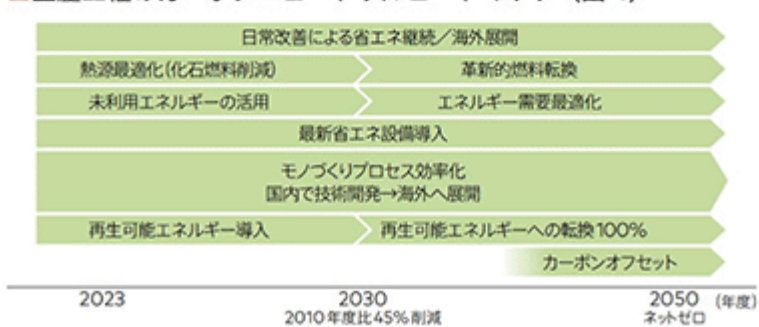 日常改善による省エネ継続／海外展開
熱源最適化(化石燃料削減)
革新的燃料転換
未利用エネルギーの活用
エネルギー需要最適化
最新省エネ設備導入
モノづくりプロセス効率化
国内で技術開発→海外へ展開
再生可能エネルギー導入
再生可能エネルギーへの転換100%
カーボンオフセット
2023
2030
2050 (年度)
2010年度比45%削減
ネットゼロ